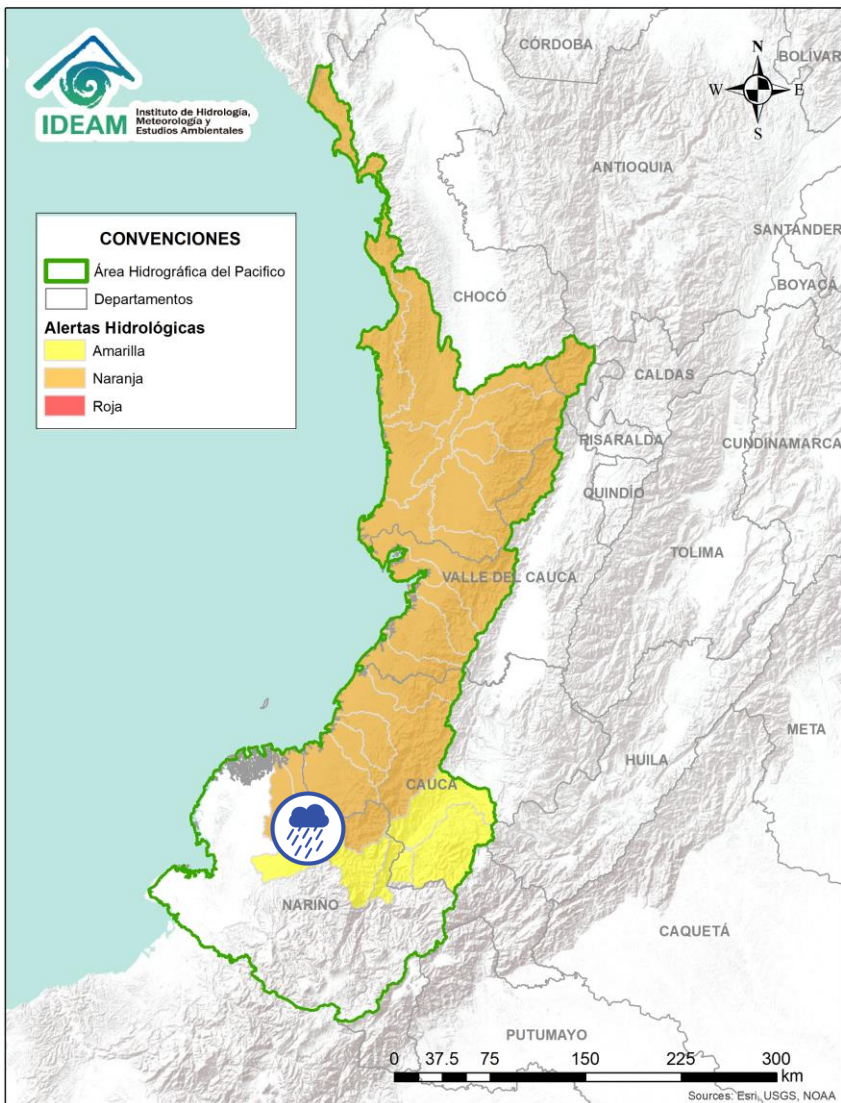 IDEAM
Instituto de Hidrología,
Meteorología y
Estudios Ambientales
CÓRDOBA
BOLÍVAR
N
W E
S
ANTIOQUIA
SANTANDER
BOYACÁ
CONVENCIONES
Área Hidrográfica del Pacifico
Departamentos
Alertas Hidrológicas
Amarilla
Naranja
Roja
CHOCÓ
CALDAS
RISARALDA
CUNDINAMARCA
QUINDÍO
TOLIMA
VALLE DEL CAUCA
META
HUILA
CAUCA
NARIÑO
CAQUETÁ
PUTUMAYO
0 37.5 75 150 225 300
km
Sources: Esri, USGS, NOAA